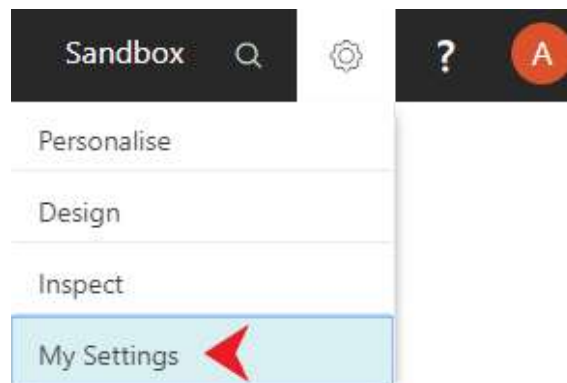 Sandbox ? A
Personalise
Design
Inspect
My Settings